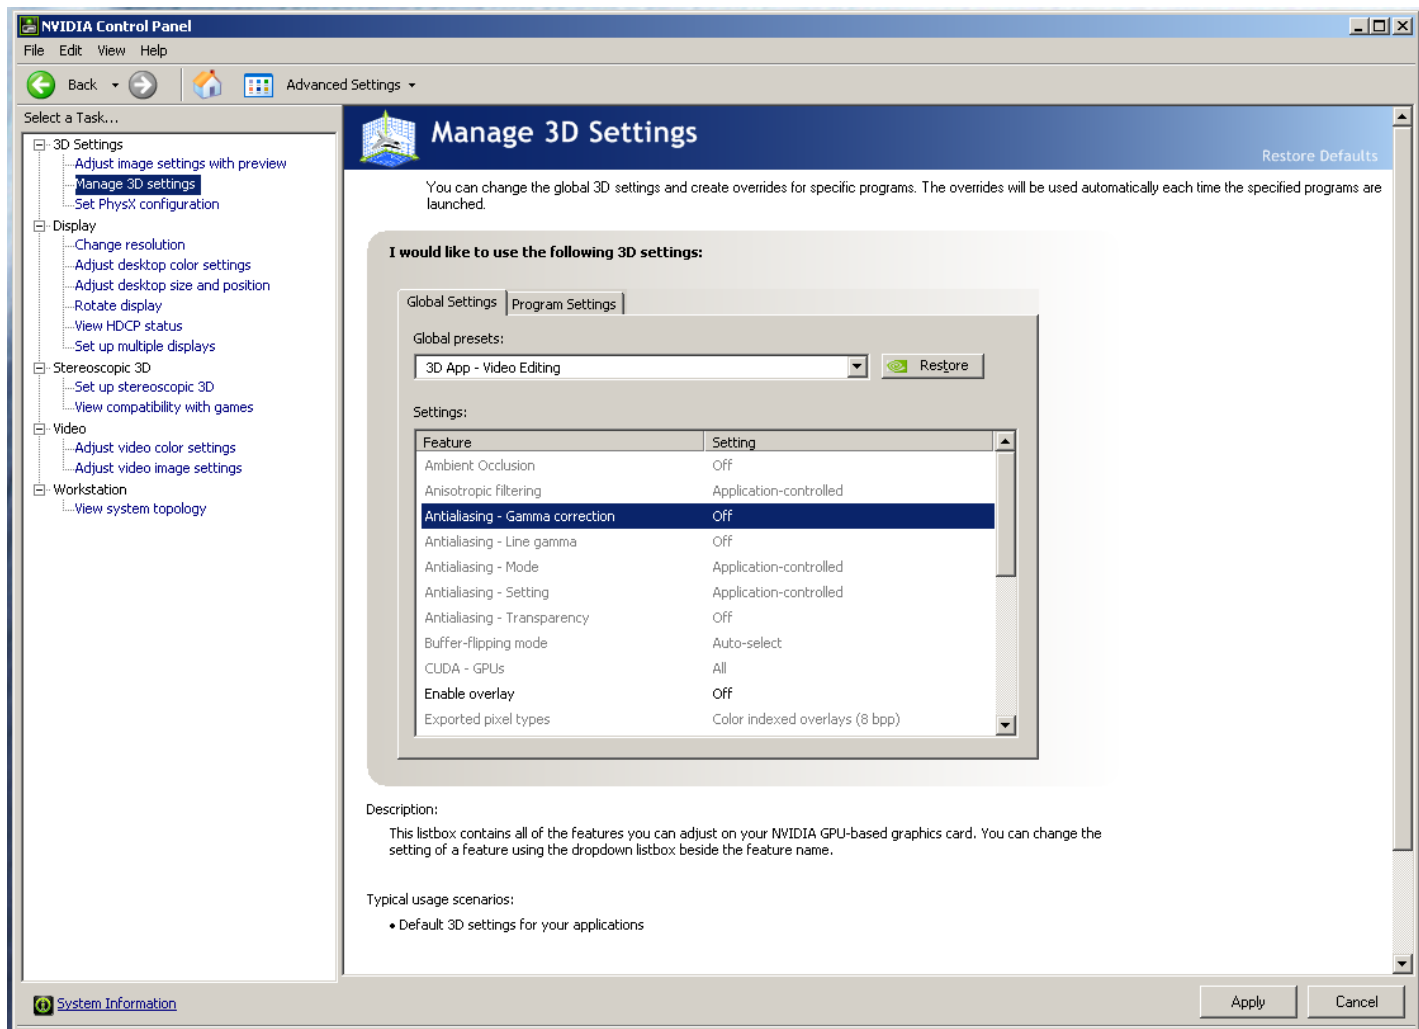 NVIDIA Control Panel
File Edit View Help
Back Advanced Settings
Select a Task...
3D Settings
Adjust image settings with preview
Manage 3D settings
Set PhysX configuration
Display
Change resolution
Adjust desktop color settings
Adjust desktop size and position
Rotate display
View HDCP status
Set up multiple displays
Stereoscopic 3D
Set up stereoscopic 3D
View compatibility with games
Video
Adjust video color settings
Adjust video image settings
Workstation
View system topology
Manage 3D Settings
Restore Defaults
You can change the global 3D settings and create overrides for specific programs. The overrides will be used automatically each time the specified programs are
launched.
I would like to use the following 3D settings:
Global Settings Program Settings
Global presets:
3D App - Video Editing Restore
Settings:
Feature Setting
Ambient Occlusion Off
Anisotropic filtering Application-controlled
Antialiasing - Gamma correction Off
Antialiasing - Line gamma Off
Antialiasing - Mode Application-controlled
Antialiasing - Setting Application-controlled
Antialiasing - Transparency Off
Buffer-flipping mode Auto-select
CUDA - GPUs All
Enable overlay Off
Exported pixel types Color indexed overlays (8 bpp)
Description:
This listbox contains all of the features you can adjust on your NVIDIA GPU-based graphics card. You can change the
setting of a feature using the dropdown listbox beside the feature name.
Typical usage scenarios:
• Default 3D settings for your applications
System Information
Apply Cancel